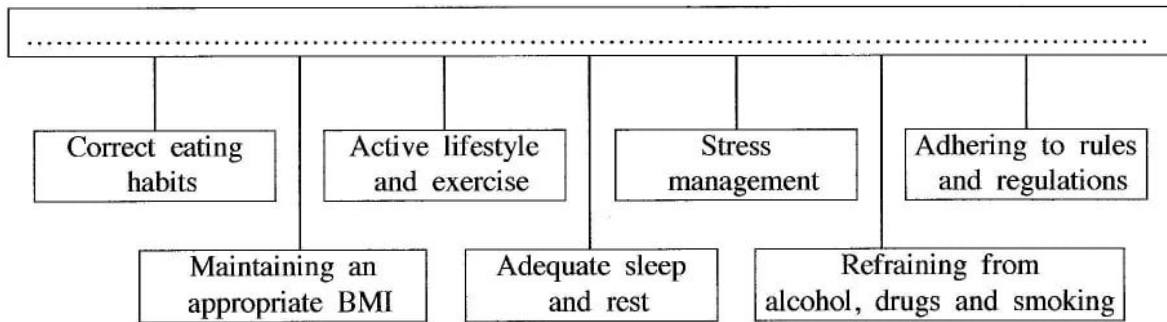 ................................................................................
Correct eating
habits
Active lifestyle
and exercise
Stress
management
Adhering to rules
and regulations
Maintaining an
appropriate BMI
Adequate sleep
and rest
Refraining from
alcohol, drugs and smoking